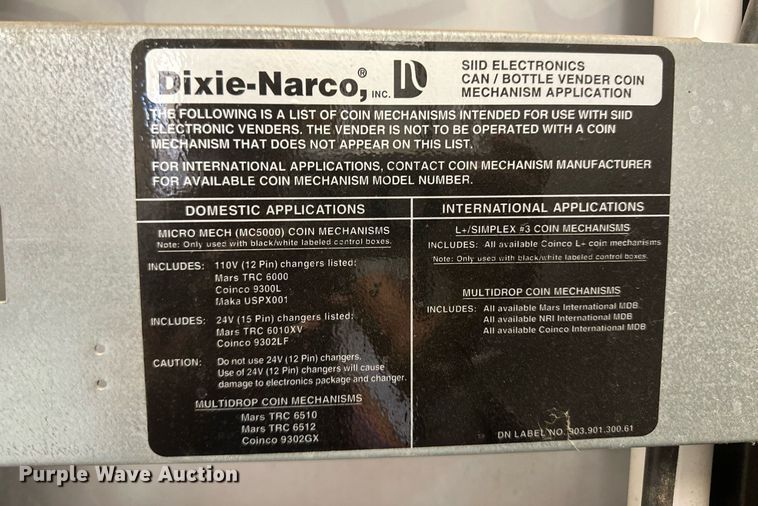 Dixie-Narco,® INC.
SIID ELECTRONICS
CAN / BOTTLE VENDER COIN
MECHANISM APPLICATION
THE FOLLOWING IS A LIST OF COIN MECHANISMS INTENDED FOR USE WITH SIID
ELECTRONIC VENDERS. THE VENDER IS NOT TO BE OPERATED WITH A COIN
MECHANISM THAT DOES NOT APPEAR ON THIS LIST.
FOR INTERNATIONAL APPLICATIONS, CONTACT COIN MECHANISM MANUFACTURER
FOR AVAILABLE COIN MECHANISM MODEL NUMBER.
DOMESTIC APPLICATIONS
MICRO MECH (MC5000) COIN MECHANISMS
Note: Only used with black/white labeled control boxes.
INCLUDES: 110V (12 Pin) changers listed:
Mars TRC 6000
Coinco 9300L
Maka USPX001
INCLUDES: 24V (15 Pin) changers listed:
Mars TRC 6010XV
Coinco 9302LF
CAUTION: Do not use 24V (12 Pin) changers.
Use of 24V (12 Pin) changers will cause
damage to electronics package and changer.
MULTIDROP COIN MECHANISMS
Mars TRC 6510
Mars TRC 6512
Coinco 9302GX
INTERNATIONAL APPLICATIONS
L+/SIMPLEX #3 COIN MECHANISMS
INCLUDES: All available Coinco L+ coin mechanisms
Note: Only used with black/white labeled control boxes.
MULTIDROP COIN MECHANISMS
INCLUDES: All available Mars International MDB
All available NRI International MDB
All available Coinco International MDB
DN LABEL NO. 903.901.300.61
Purple Wave Auction